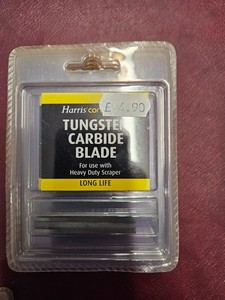 Harris
£4.90
TUNGSTEN
CARBIDE
BLADE
For use with
Heavy Duty Scraper
LONG LIFE